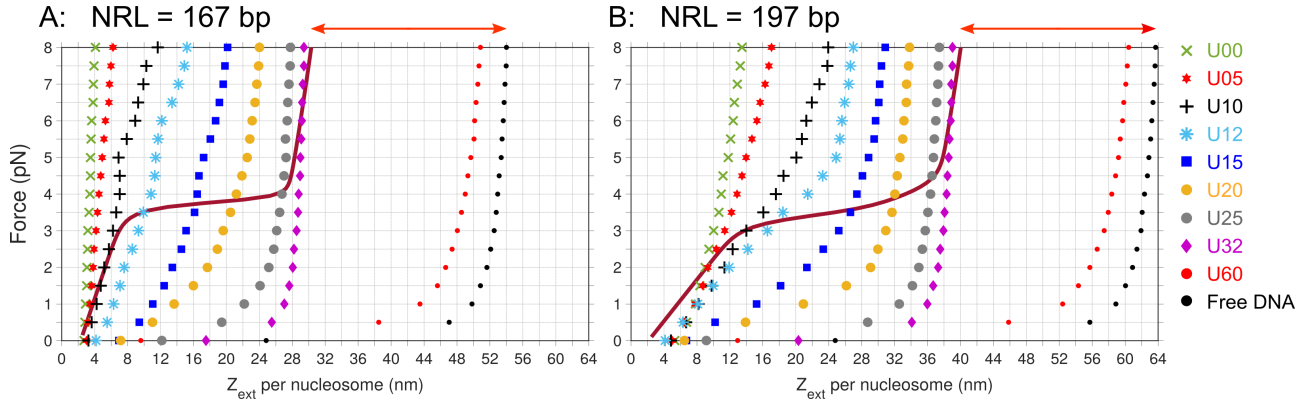 A: NRL = 167 bp
B: NRL = 197 bp
Force (pN)
8
7
6
5
4
3
2
1
0
0 4 8 12 16 20 24 28 32 36 40 44 48 52 56 60 64
Z_ext per nucleosome (nm)
8
7
6
5
4
3
2
1
0
0 4 8 12 16 20 24 28 32 36 40 44 48 52 56 60 64
Z_ext per nucleosome (nm)
U00
U05
U10
U12
U15
U20
U25
U32
U60
Free DNA